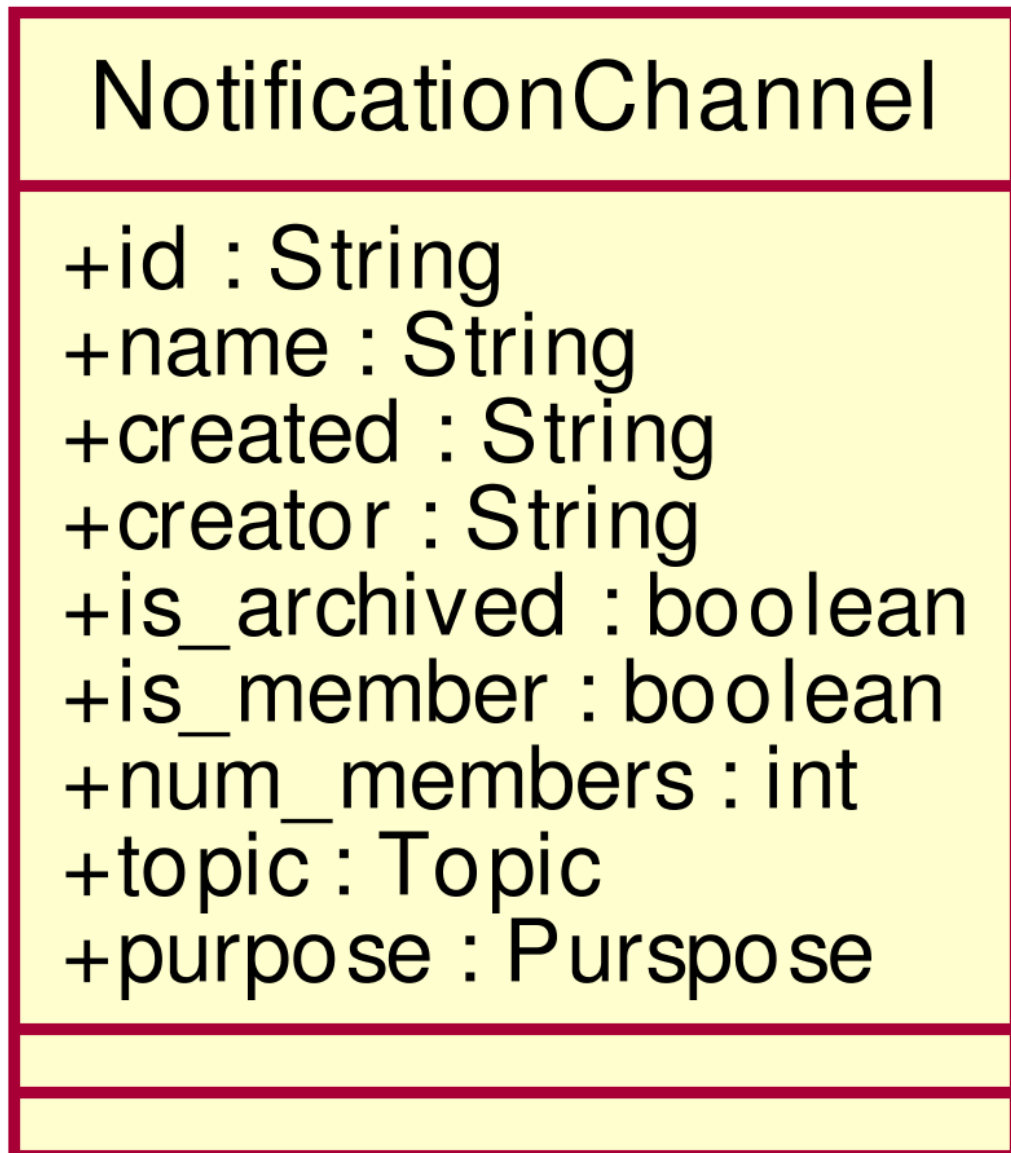 NotificationChannel
+id : String
+name : String
+created : String
+creator : String
+is_archived : boolean
+is_member : boolean
+num_members : int
+topic : Topic
+purpose : Purspose